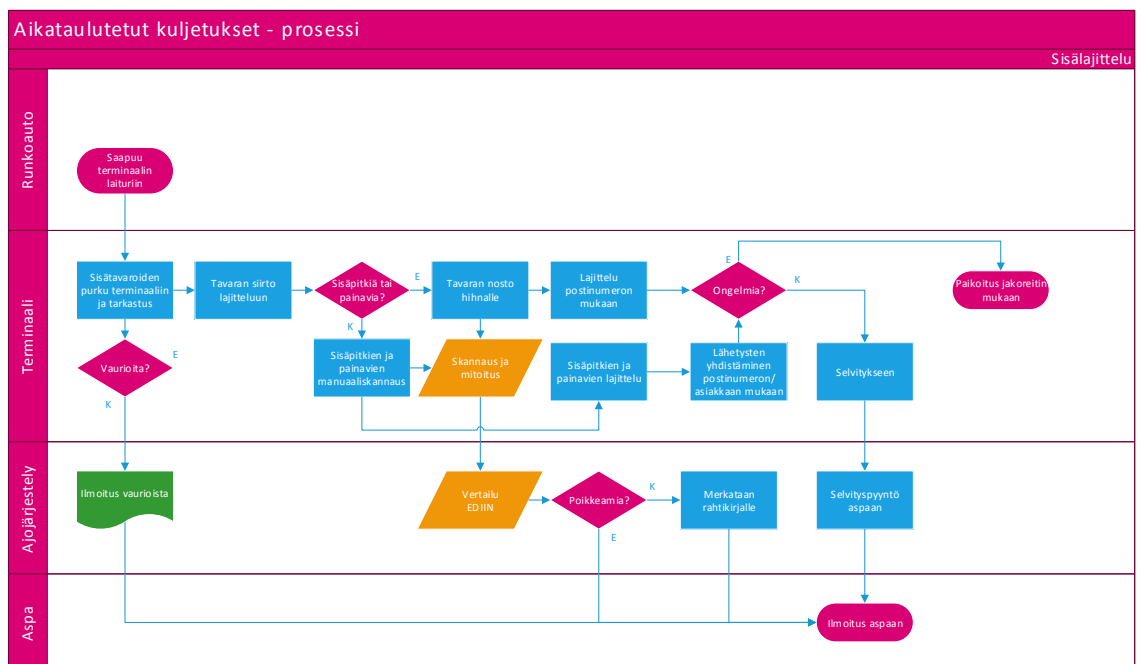 Aikataulutetut kuljetukset - prosessi
Sisälajittelu
Runkoauto
Saapuu
terminaalin
laituriin
Terminaali
Sisätavaroiden
purku terminaaliin
ja tarkastus
Tavaran siirto
lajitteluun
Sisäpitkiä tai
painavia?
E
K
Tavaran nosto
hihnalle
Lajittelu
postinumeron
mukaan
Ongelmia?
E
K
Paikoitus jakoreitin
mukaan
Vaurioita?
E
K
Sisäpitkien ja
painavien
manuaaliskannaus
Skannaus ja
mitoitus
Sisäpitkien ja
painavien lajittelu
Lähetysten
yhdistäminen
postinumeron/
asiakkaan mukaan
Selvitykseen
Ajojärjestely
Ilmoitus vaurioista
Vertailu
EDIIN
Poikkeamia?
K
E
Merkataan
rahtikirjalle
Selvityspyyntö
aspaan
Aspa
Ilmoitus aspaan